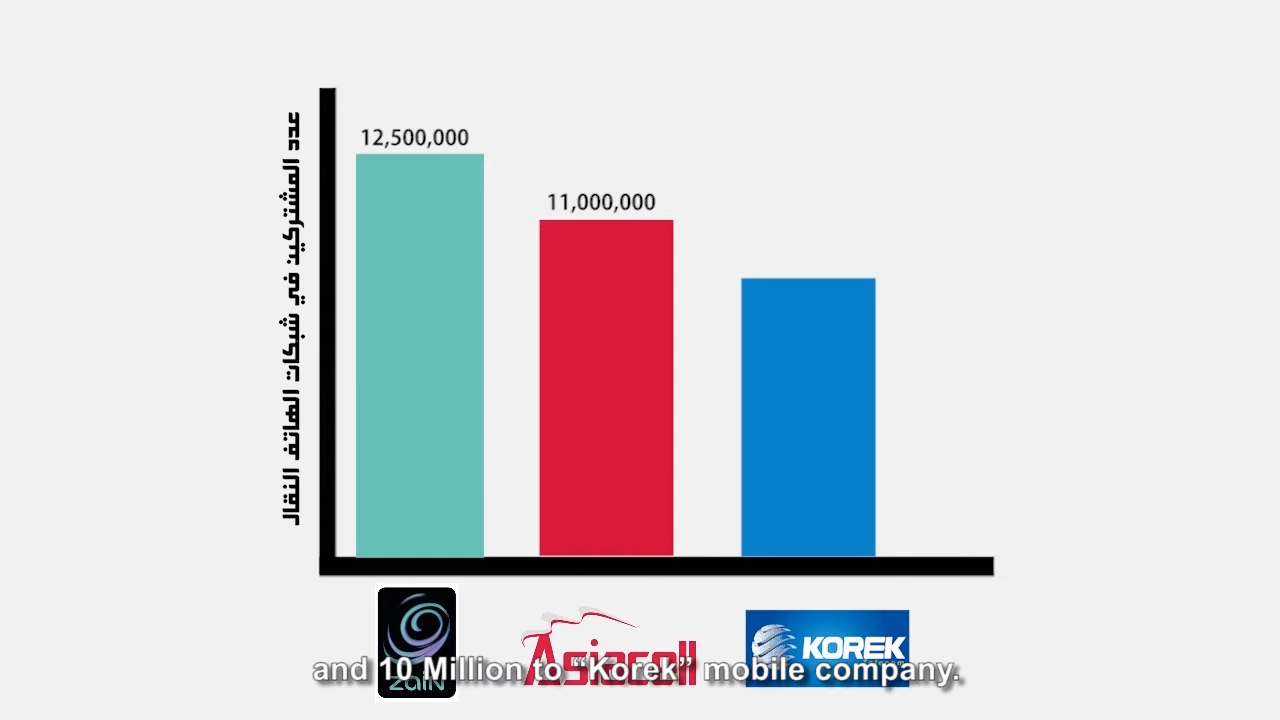 عدد المشتركين في شبكات الهاتف النقال
12,500,000
11,000,000
zain
Asiacell
KOREK
Telecom
and 10 Million to “Korek” mobile company.